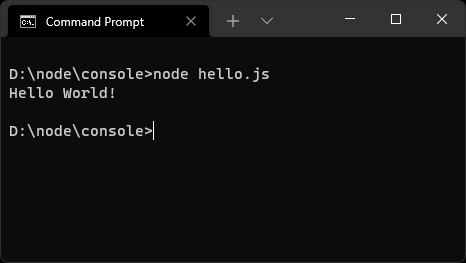 Command Prompt
D:\node\console>node hello.js
Hello World!
D:\node\console>